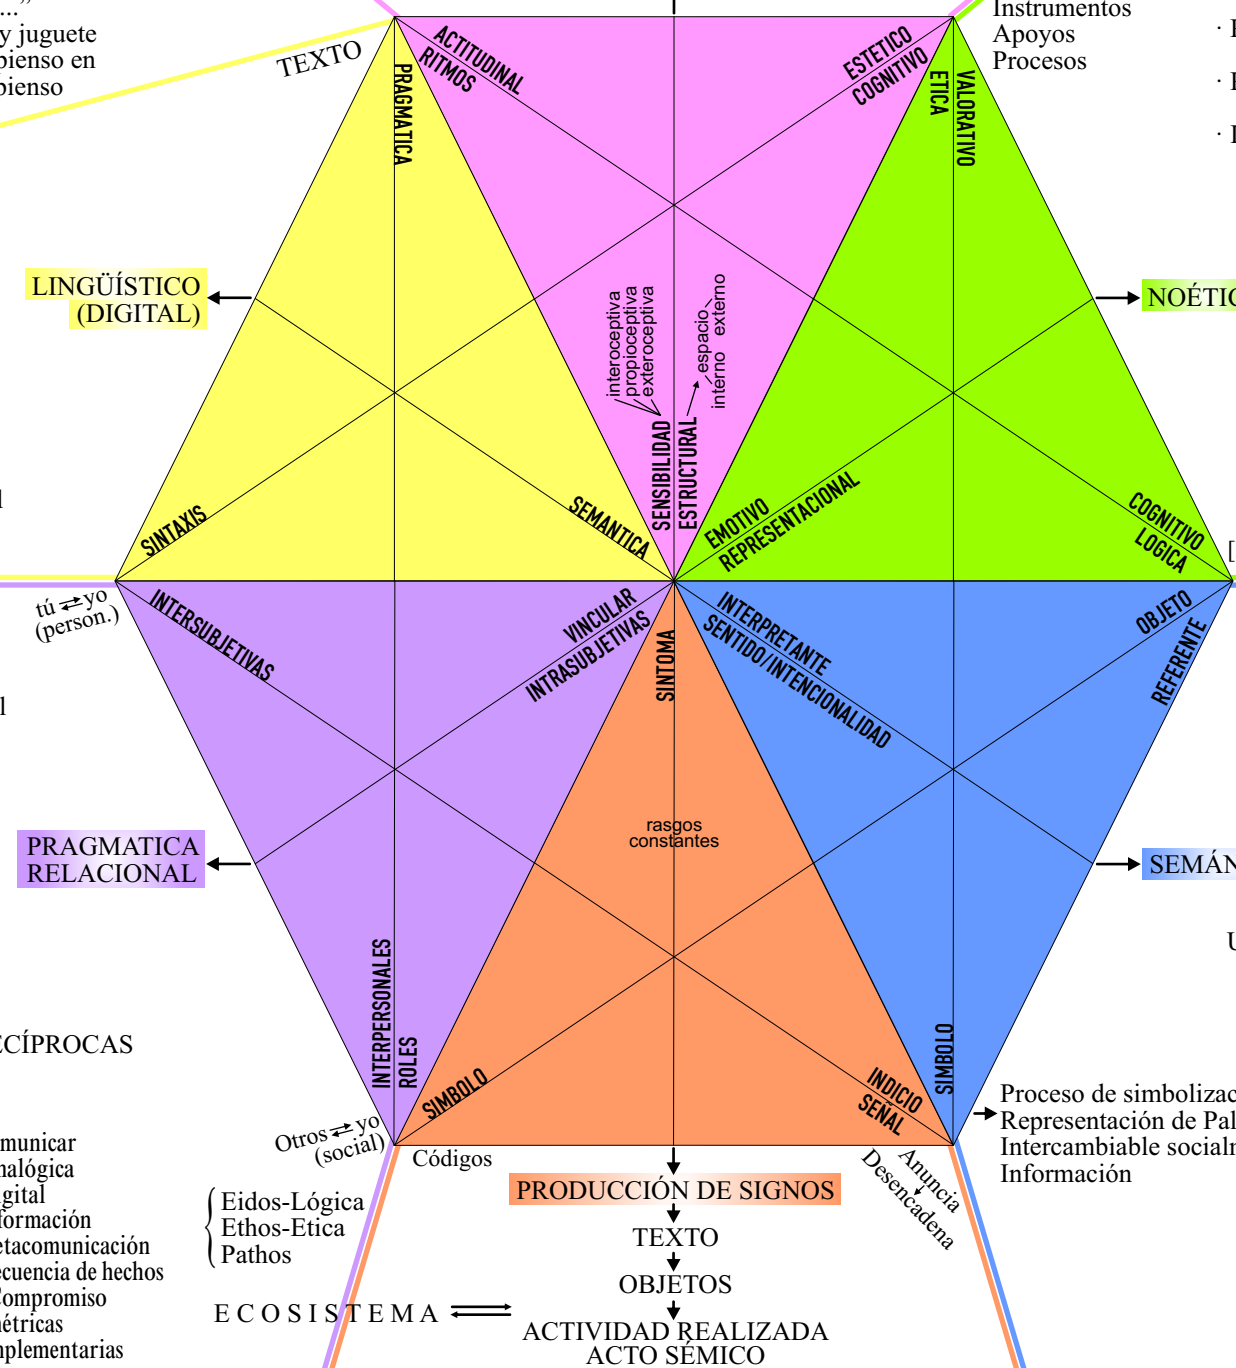 ...
y juguete
pienso en
pienso
TEXTO
Instrumentos
Apoyos
Procesos
ACTITUDINAL
RITMOS
PRAGMATICA
ESTETICO
COGNITIVO
ETICA
VALORATIVO
LINGÜÍSTICO
(DIGITAL)
interoceptiva
propioceptiva
exteroceptiva
espacio
interno externo
SENSIBILIDAD
ESTRUCTURAL
SINTAXIS
SEMANTICA
EMOTIVO
REPRESENTACIONAL
COGNITIVO
LOGICA
tú yo
(person.)
INTERSUBJETIVAS
VINCULAR
INTRASUBJETIVAS
SINTOMA
INTERPRETANTE
SENTIDO/INTENCIONALIDAD
OBJETO
REFERENTE
rasgos
constantes
PRAGMATICA
RELACIONAL
INTERPERSONALES
ROLES
SIMBOLO
INDICIO
SEÑAL
SIMBOLO
Otros yo
(social)
Códigos
Anuncia
Desencadena
Proceso de
Representación de
Intercambiable
Información
PRODUCCIÓN DE SIGNOS
TEXTO
OBJETOS
ACTIVIDAD REALIZADA
ACTO SÉMICO
Eidos-Lógica
Ethos-Etica
Pathos
ECOSISTEMA
de hechos
Compromiso